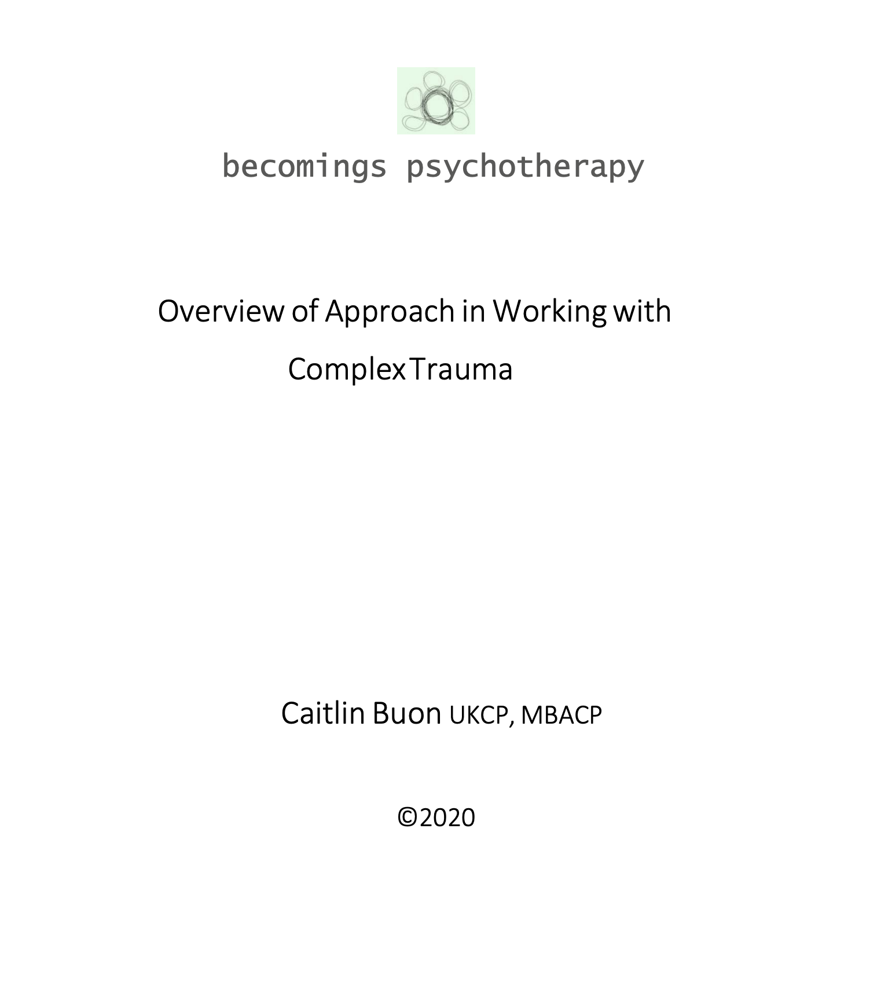 becomings psychotherapy
Overview of Approach in Working with
Complex Trauma
Caitlin Buon UKCP, MBACP
©2020